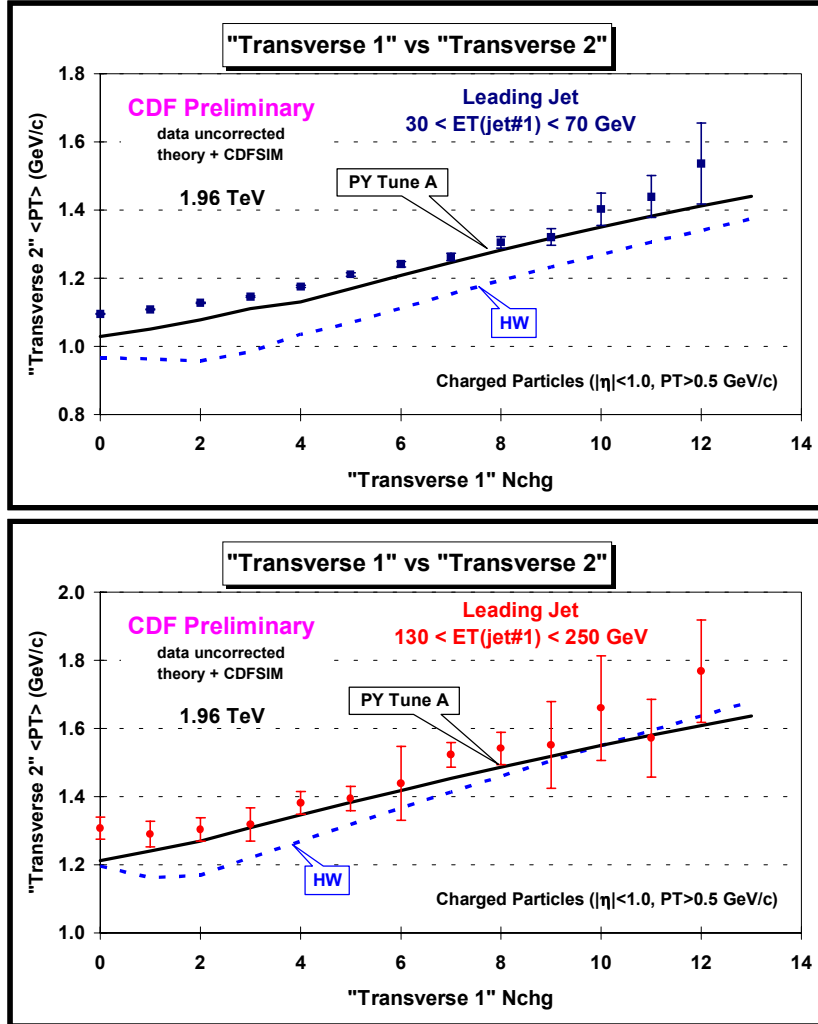 "Transverse 1" vs "Transverse 2"
1.8
1.6
1.4
1.2
1.0
0.8
"Transverse 2" <PT> (GeV/c)
CDF Preliminary
data uncorrected
theory + CDFSIM
1.96 TeV
Leading Jet
30 < ET(jet#1) < 70 GeV
PY Tune A
HW
Charged Particles (|η|<1.0, PT>0.5 GeV/c)
0 2 4 6 8 10 12 14
"Transverse 1" Nchg
"Transverse 1" vs "Transverse 2"
2.0
1.8
1.6
1.4
1.2
1.0
"Transverse 2" <PT> (GeV/c)
CDF Preliminary
data uncorrected
theory + CDFSIM
1.96 TeV
Leading Jet
130 < ET(jet#1) < 250 GeV
PY Tune A
HW
Charged Particles (|η|<1.0, PT>0.5 GeV/c)
0 2 4 6 8 10 12 14
"Transverse 1" Nchg